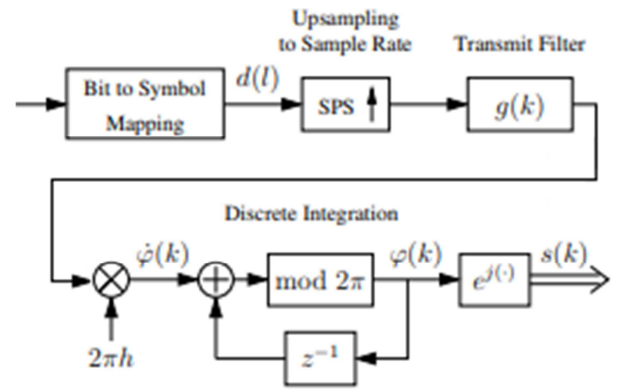 Upsampling
to Sample Rate
Transmit Filter
Bit to Symbol
Mapping
d(l)
SPS
g(k)
Discrete Integration
φ̇(k)
mod 2π
φ(k)
e^{j(·)}
s(k)
2πh
z^{-1}